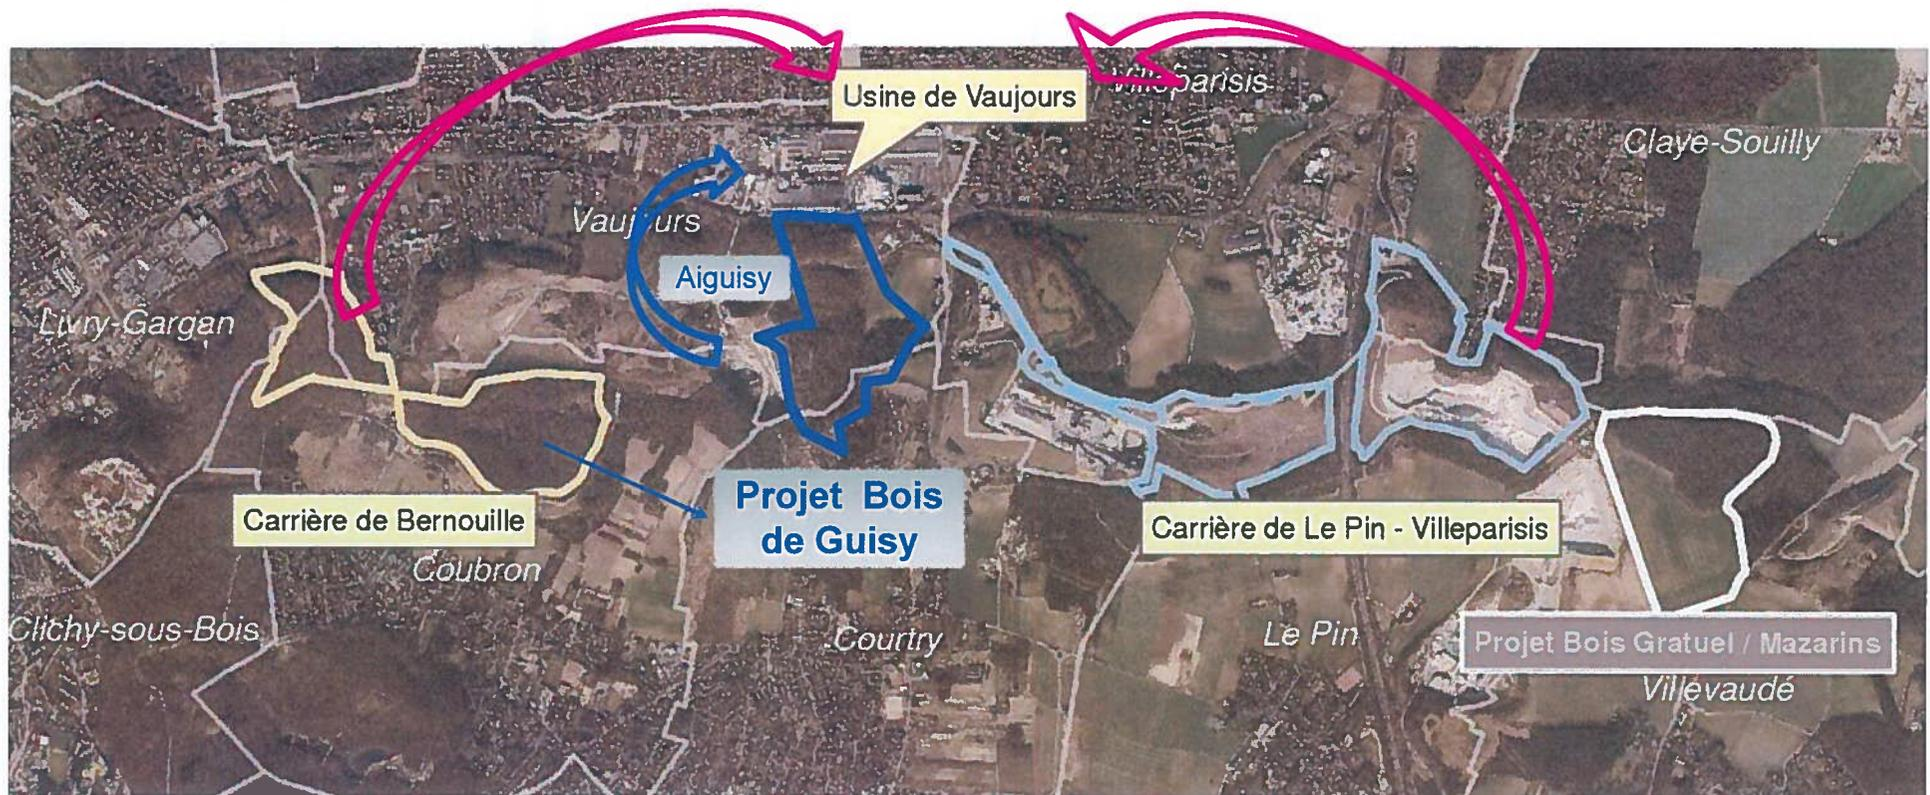 Villeparisis
Usine de Vaujours
Claye-Souilly
Vaujours
Aiguisy
Livry-Gargan
Projet Bois
de Guisy
Carrière de Bernouille
Carrière de Le Pin - Villeparisis
Coubron
Clichy-sous-Bois
Courtry
Le Pin
Projet Bois Gratuel / Mazarins
Villevaudé